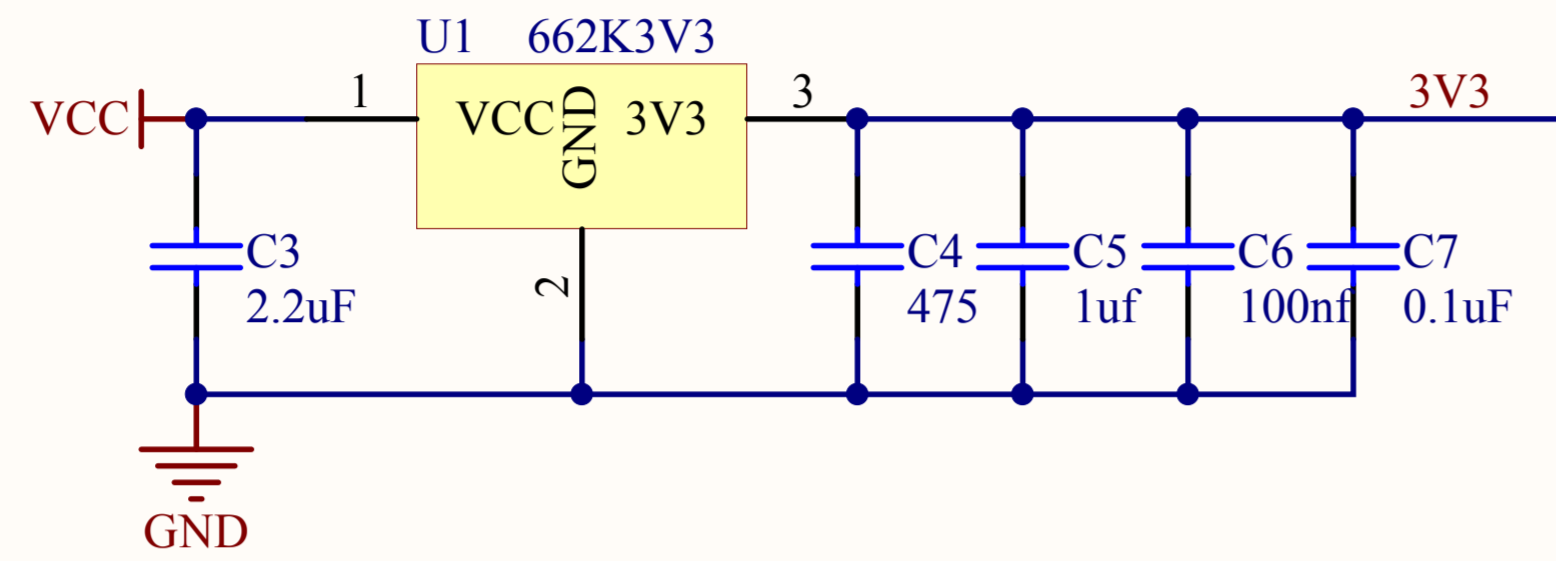 U1 662K3V3
VCC
1
VCC
GND
3V3
3
3V3
2
C3
2.2uF
C4
475
C5
1uf
C6
100nf
C7
0.1uF
GND